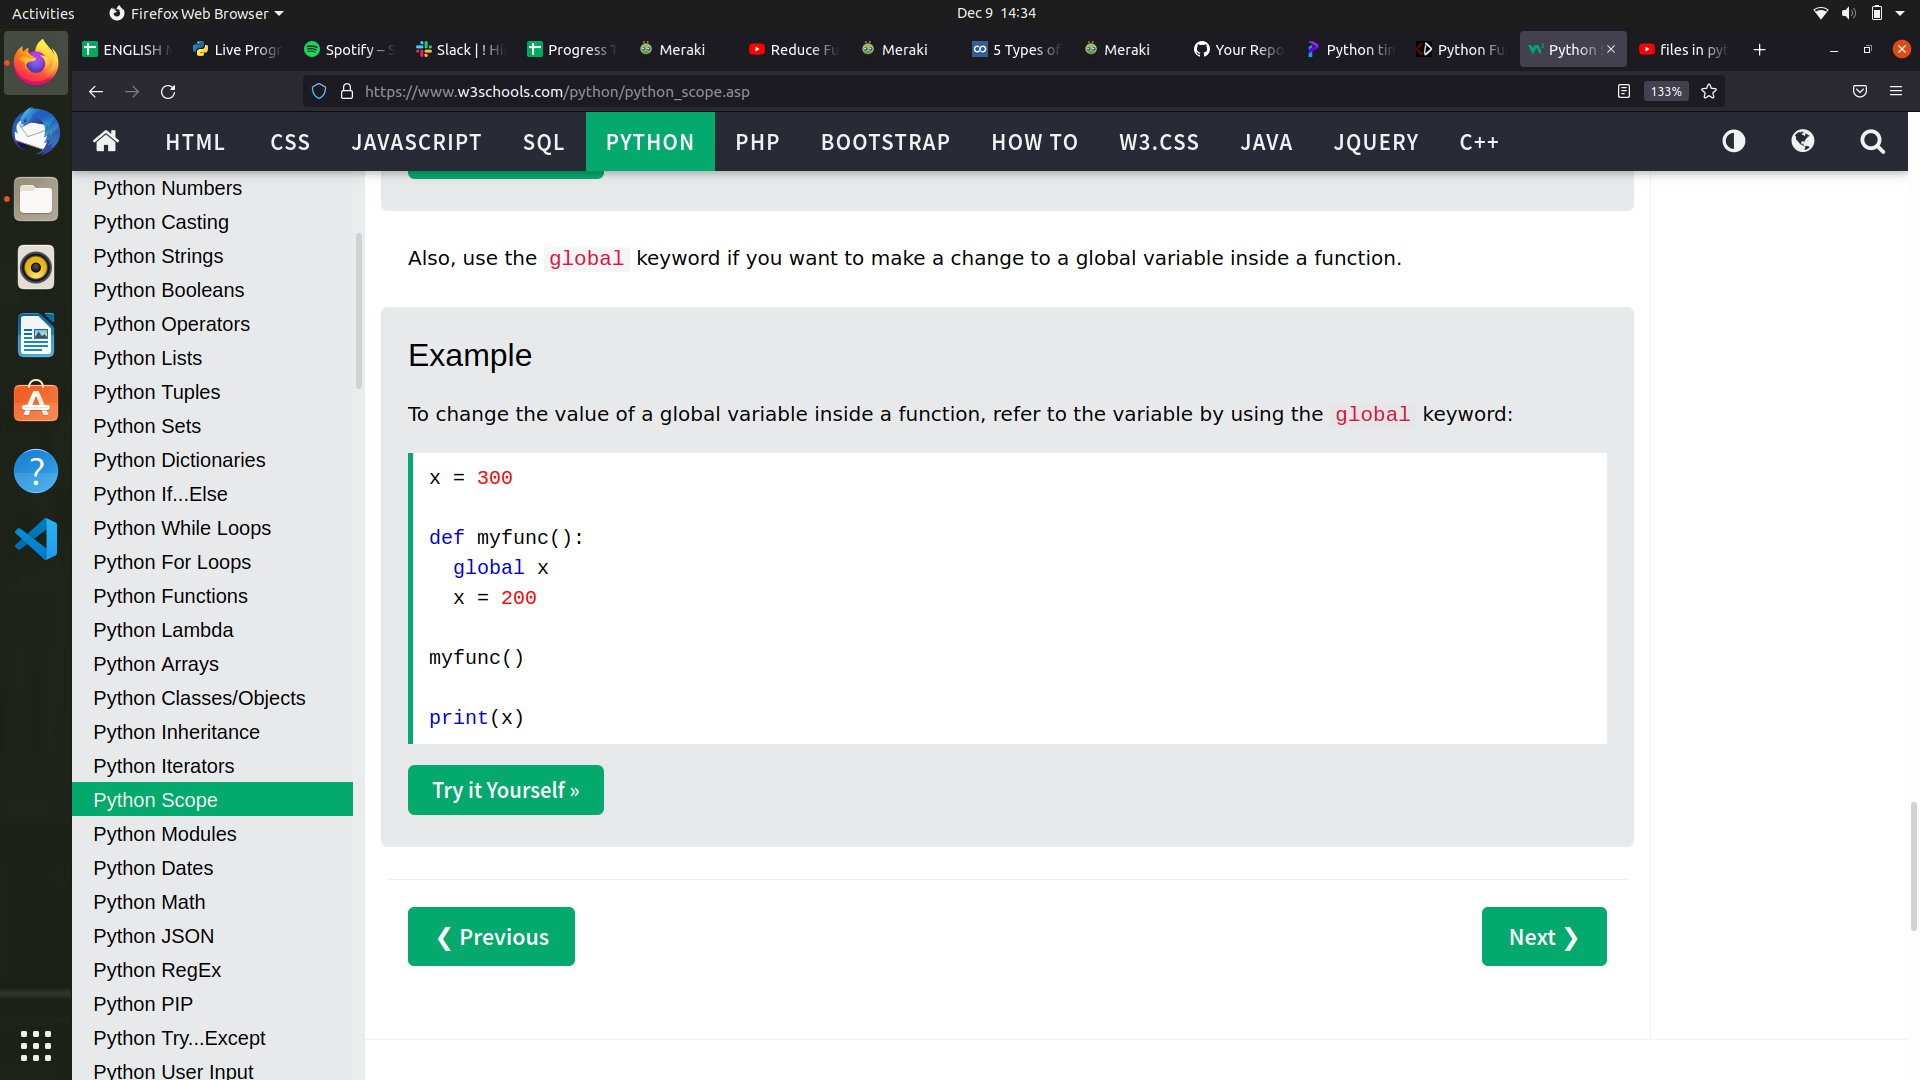 Activities Firefox Web Browser Dec 9 14:34
ENGLISH Live Progr Spotify – Slack | ! Hi Progress Meraki Reduce Fu Meraki 5 Types of Meraki Your Repo Python tim Python Fu Python files in pyt
https://www.w3schools.com/python/python_scope.asp 133%
HTML CSS JAVASCRIPT SQL PYTHON PHP BOOTSTRAP HOW TO W3.CSS JAVA JQUERY C++
Python Numbers
Python Casting
Python Strings
Python Booleans
Python Operators
Python Lists
Python Tuples
Python Sets
Python Dictionaries
Python If...Else
Python While Loops
Python For Loops
Python Functions
Python Lambda
Python Arrays
Python Classes/Objects
Python Inheritance
Python Iterators
Python Scope
Python Modules
Python Dates
Python Math
Python JSON
Python RegEx
Python PIP
Python Try...Except
Python User Input
Also, use the global keyword if you want to make a change to a global variable inside a function.
Example
To change the value of a global variable inside a function, refer to the variable by using the global keyword:
x = 300
def myfunc():
  global x
  x = 200
myfunc()
print(x)
Try it Yourself »
❮ Previous Next ❯